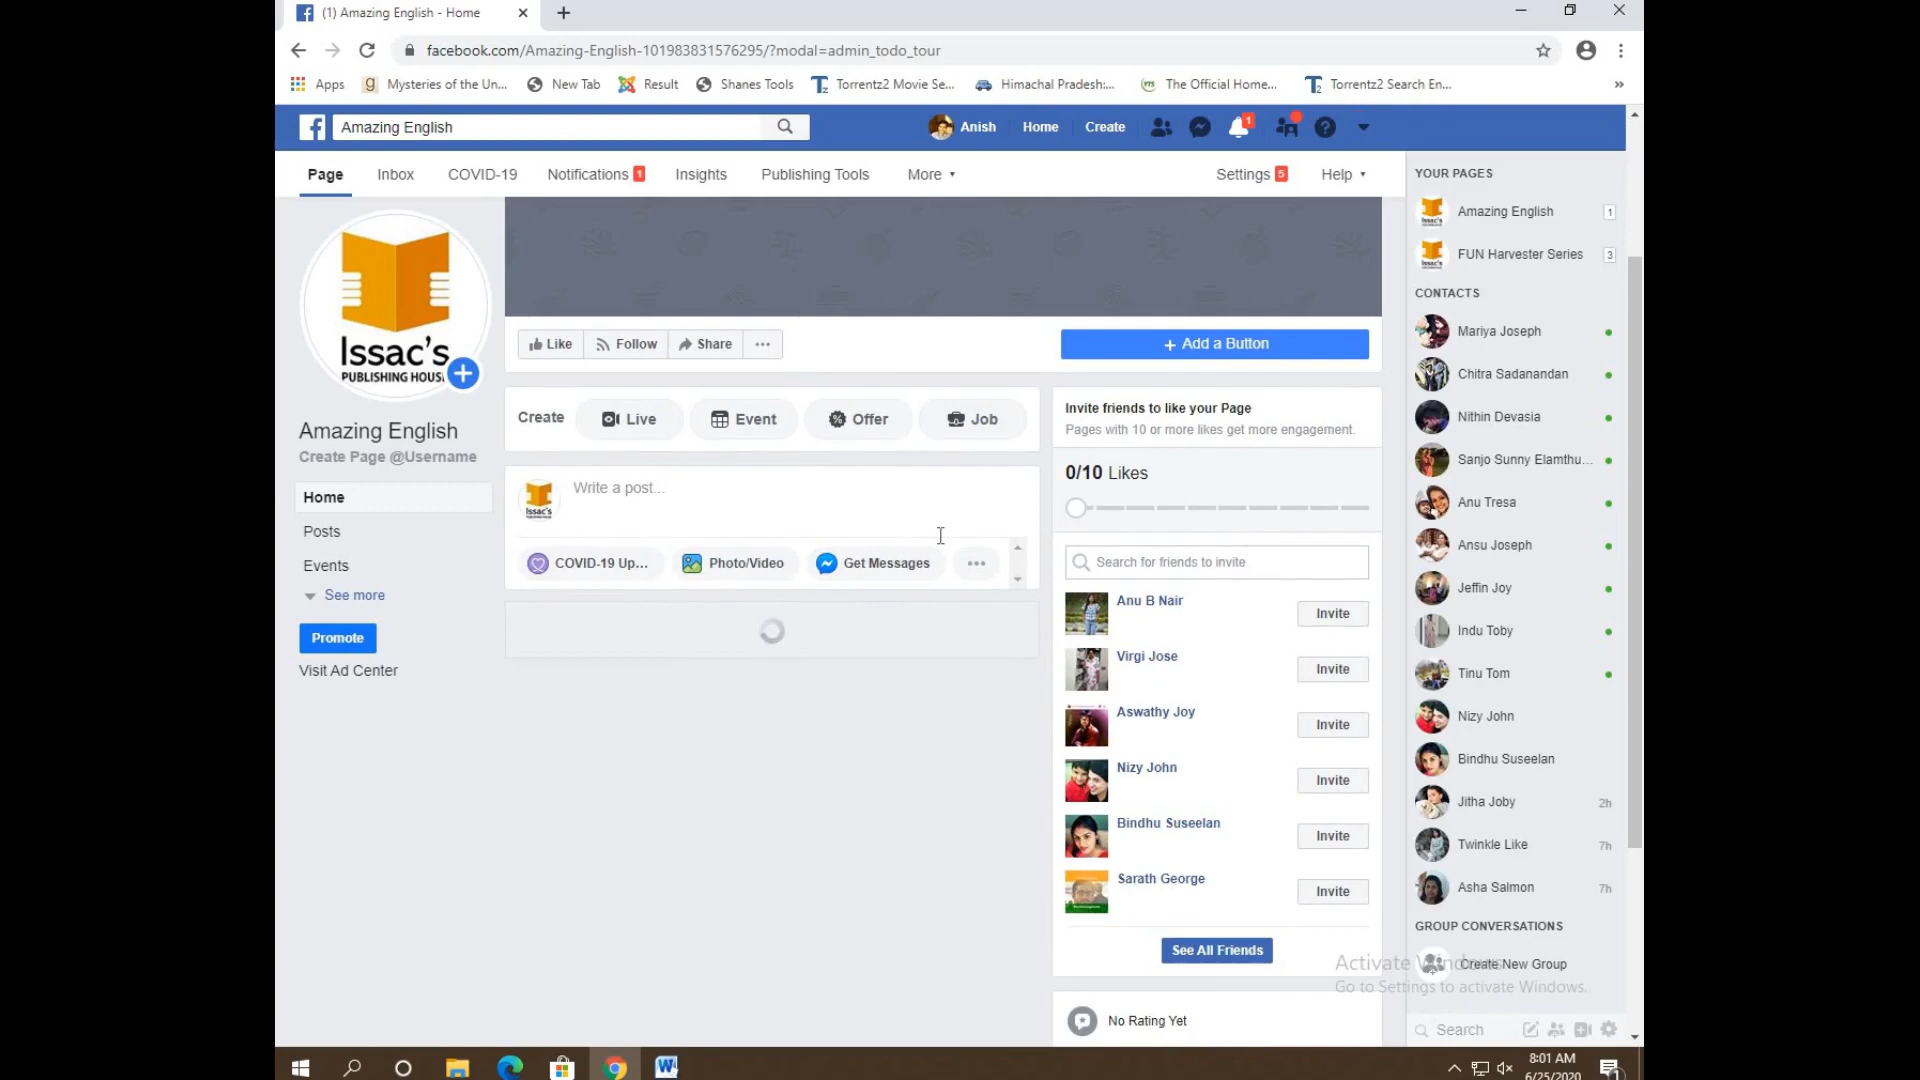 (1) Amazing English - Home
facebook.com/Amazing-English-101983831576295/?modal=admin_todo_tour
Apps
Mysteries of the Un...
New Tab
Result
Shanes Tools
Torrentz2 Movie Se...
Himachal Pradesh:...
The Official Home...
Torrentz2 Search En...
»
Amazing English
Anish
Home
Create
1
Page
Inbox
COVID-19
Notifications 1
Insights
Publishing Tools
More
Settings 5
Help
Issac's
PUBLISHING HOUS
Amazing English
Create Page @Username
Home
Posts
Events
See more
Promote
Visit Ad Center
Like
Follow
Share
...
+ Add a Button
Create
Live
Event
Offer
Job
Issac's
Write a post...
COVID-19 Up...
Photo/Video
Get Messages
...
Invite friends to like your Page
Pages with 10 or more likes get more engagement.
0/10 Likes
Search for friends to invite
Anu B Nair
Invite
Virgi Jose
Invite
Aswathy Joy
Invite
Nizy John
Invite
Bindhu Suseelan
Invite
Sarath George
Invite
See All Friends
No Rating Yet
YOUR PAGES
Amazing English 1
FUN Harvester Series 3
CONTACTS
Mariya Joseph
Chitra Sadanandan
Nithin Devasia
Sanjo Sunny Elamthu...
Anu Tresa
Ansu Joseph
Jeffin Joy
Indu Toby
Tinu Tom
Nizy John
Bindhu Suseelan
Jitha Joby 2h
Twinkle Like 7h
Asha Salmon 7h
GROUP CONVERSATIONS
Create New Group
Activate Windows
Go to Settings to activate Windows.
Search
8:01 AM
6/25/2020
1